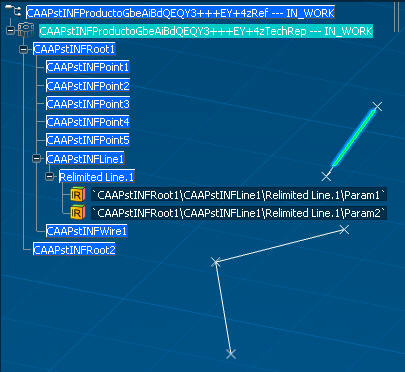 CAAPstINFProductoGbeAiBdQEQY3+++EY+4zRef --- IN_WORK
CAAPstINFProductoGbeAiBdQEQY3+++EY+4zTechRep --- IN_WORK
CAAPstINFRoot1
CAAPstINFPoint1
CAAPstINFPoint2
CAAPstINFPoint3
CAAPstINFPoint4
CAAPstINFPoint5
CAAPstINFLine1
Relimited Line.1
`CAAPstINFRoot1\CAAPstINFLine1\Relimited Line.1\Param1`
`CAAPstINFRoot1\CAAPstINFLine1\Relimited Line.1\Param2`
CAAPstINFWire1
CAAPstINFRoot2